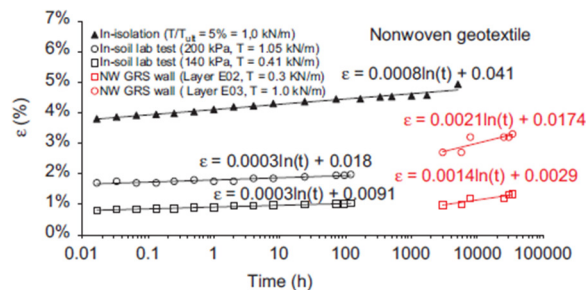 7%
6%
5%
4%
3%
2%
1%
0%
ε (%)
In-isolation (T/Tult = 5% = 1,0 kN/m)
In-soil lab test (200 kPa, T = 1.05 kN/m)
In-soil lab test (140 kPa, T = 0.41 kN/m)
NW GRS wall (Layer E02, T = 0.3 kN/m)
NW GRS wall ( Layer E03, T = 1.0 kN/m)
Nonwoven geotextile
ε = 0.0008ln(t) + 0.041
ε = 0.0021ln(t) + 0.0174
ε = 0.0003ln(t) + 0.018
ε = 0.0014ln(t) + 0.0029
ε = 0.0003ln(t) + 0.0091
0.01 0.1 1 10 100 1000 10000 100000
Time (h)